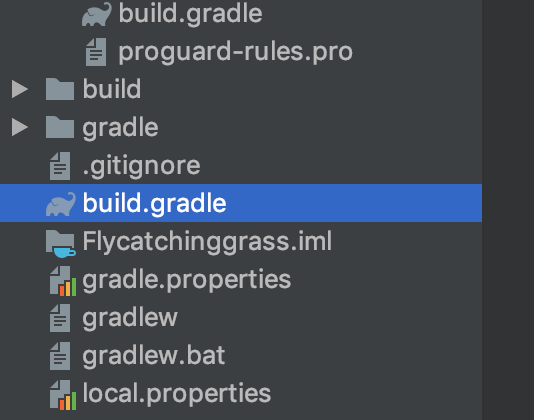 build.gradle
proguard-rules.pro
build
gradle
.gitignore
build.gradle
Flycatchinggrass.iml
gradle.properties
gradlew
gradlew.bat
local.properties